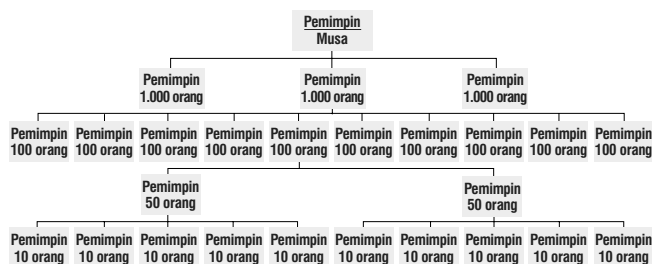 Pemimpin
Musa
Pemimpin
1.000 orang
Pemimpin
1.000 orang
Pemimpin
1.000 orang
Pemimpin Pemimpin Pemimpin Pemimpin Pemimpin Pemimpin Pemimpin Pemimpin Pemimpin Pemimpin
100 orang 100 orang 100 orang 100 orang 100 orang 100 orang 100 orang 100 orang 100 orang 100 orang
Pemimpin
50 orang
Pemimpin
50 orang
Pemimpin Pemimpin Pemimpin Pemimpin Pemimpin Pemimpin Pemimpin Pemimpin Pemimpin Pemimpin
10 orang 10 orang 10 orang 10 orang 10 orang 10 orang 10 orang 10 orang 10 orang 10 orang